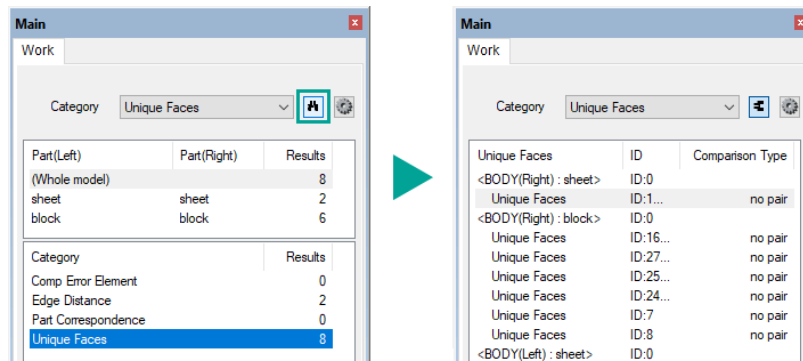 Main
Work
Category Unique Faces
Part(Left) Part(Right) Results
(Whole model) 8
sheet sheet 2
block block 6
Category Results
Comp Error Element 0
Edge Distance 2
Part Correspondence 0
Unique Faces 8
Main
Work
Category Unique Faces
Unique Faces ID Comparison Type
<BODY(Right) : sheet> ID:0
Unique Faces ID:1... no pair
<BODY(Right) : block> ID:0
Unique Faces ID:16... no pair
Unique Faces ID:27... no pair
Unique Faces ID:25... no pair
Unique Faces ID:24... no pair
Unique Faces ID:7 no pair
Unique Faces ID:8 no pair
<BODY(Left) : sheet> ID:0